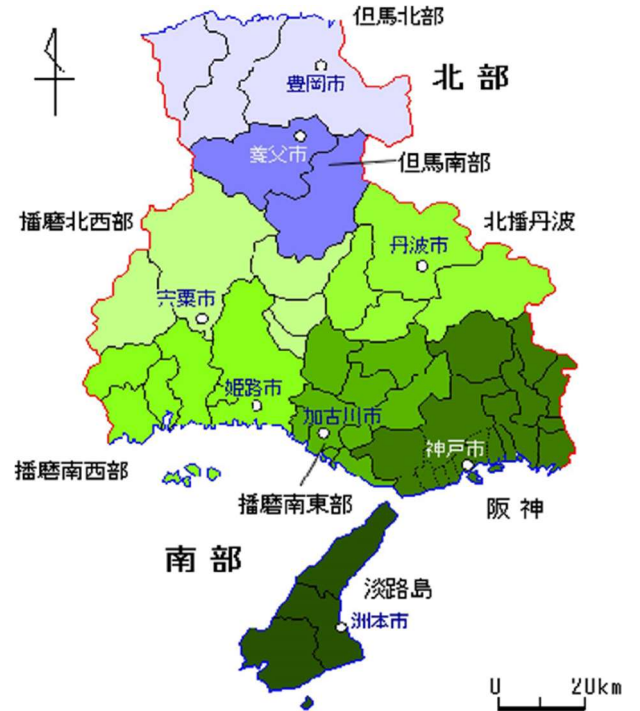 但馬北部
豊岡市
北部
養父市
但馬南部
播磨北西部
北播丹波
丹波市
宍粟市
姫路市
加古川市
神戸市
播磨南西部
播磨南東部
阪神
南部
淡路島
洲本市
0 20km